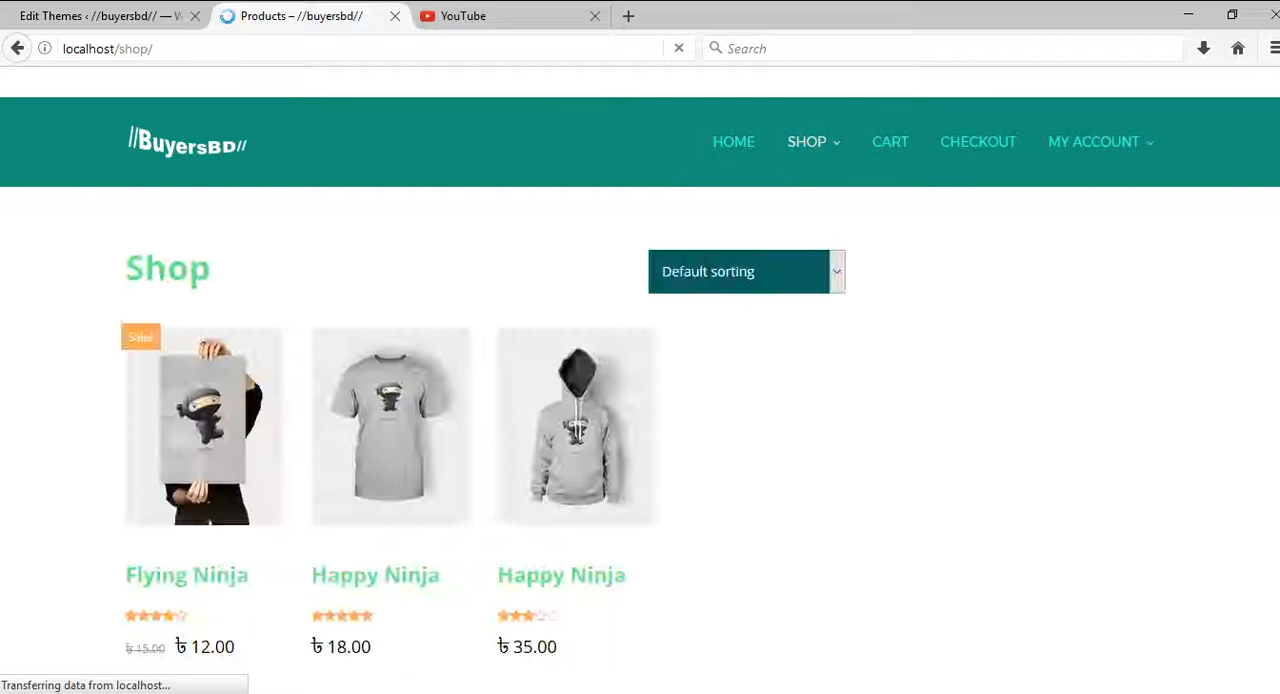 Edit Themes ‹ //buyersbd// — W
Products – //buyersbd//
YouTube
localhost/shop/
Search
//BuyersBD//
HOME SHOP CART CHECKOUT MY ACCOUNT
Shop
Default sorting
Sale!
Flying Ninja
Happy Ninja
Happy Ninja
৳ 15.00 ৳ 12.00
৳ 18.00
৳ 35.00
Transferring data from localhost...